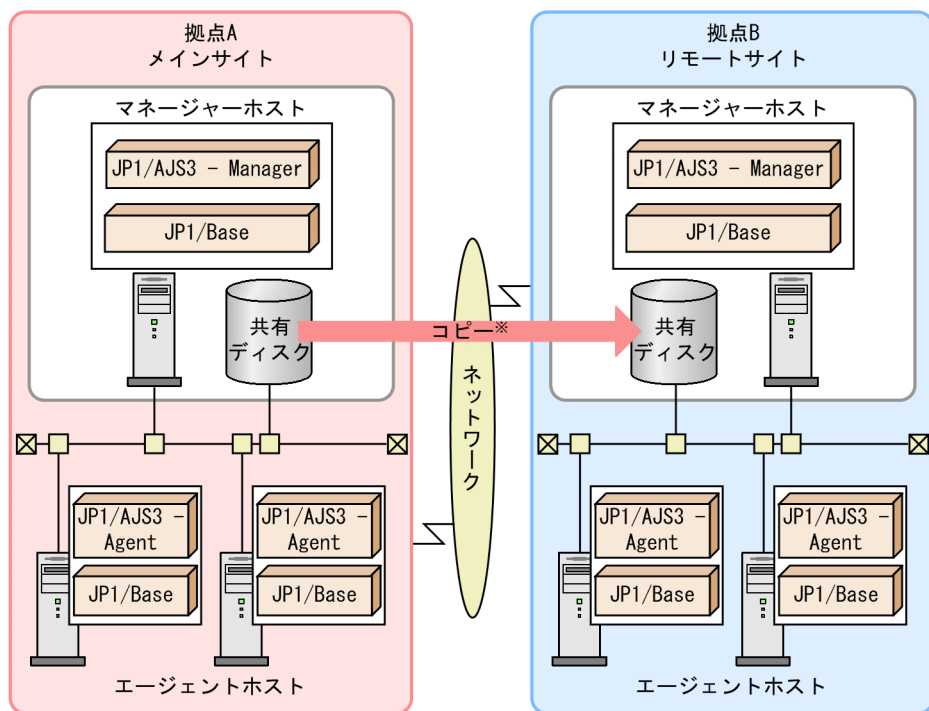 拠点A
メインサイト
マネージャーホスト
JP1/AJS3 - Manager
JP1/Base
共有
ディスク
JP1/AJS3 -
Agent
JP1/Base
JP1/AJS3 -
Agent
JP1/Base
エージェントホスト
コピー※
ネットワーク
拠点B
リモートサイト
マネージャーホスト
JP1/AJS3 - Manager
JP1/Base
共有
ディスク
JP1/AJS3 -
Agent
JP1/Base
JP1/AJS3 -
Agent
JP1/Base
エージェントホスト